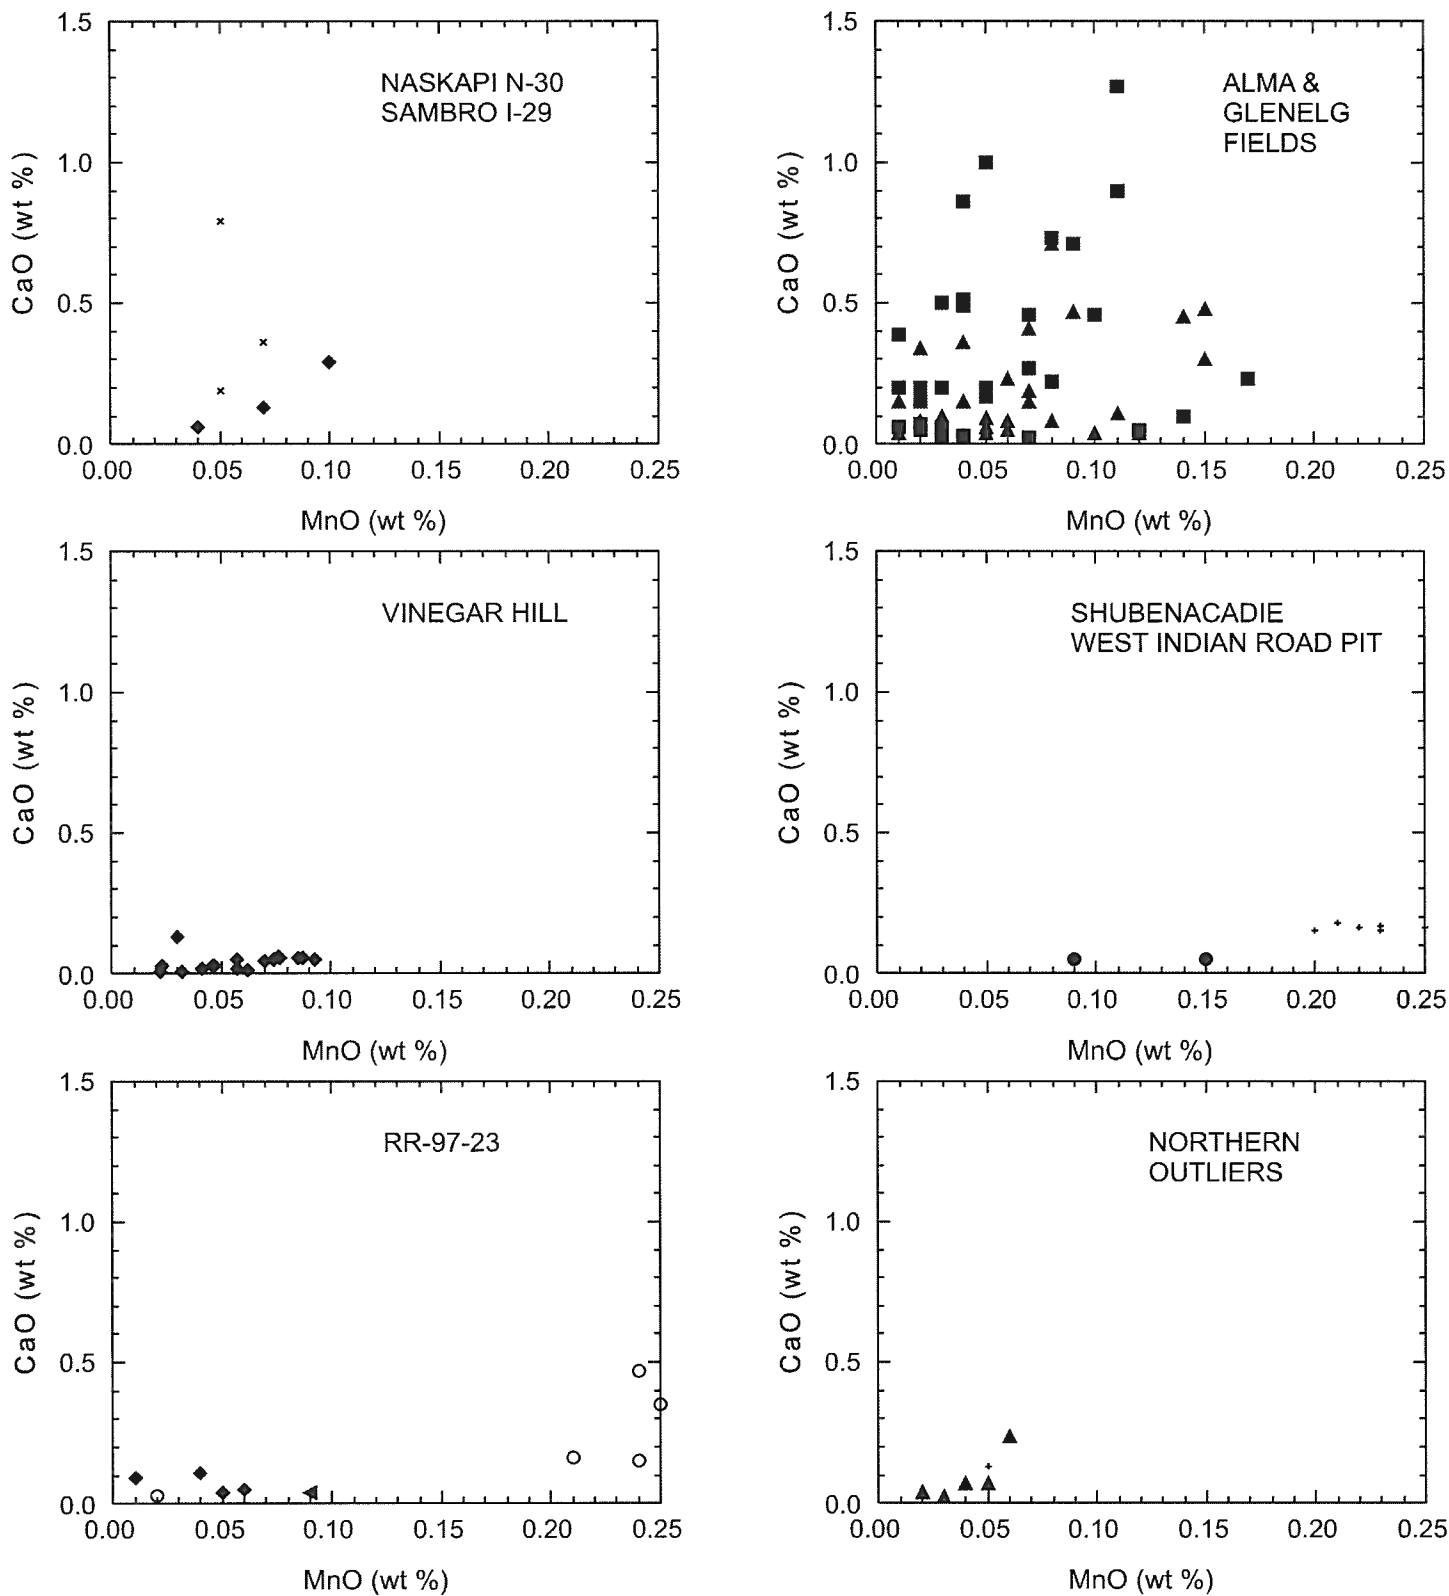 1.5
NASKAPI N-30
SAMBRO I-29
1.0
CaO (wt %)
0.5
0.0
0.00 0.05 0.10 0.15 0.20 0.25
MnO (wt %)
1.5
ALMA &
GLENELG
FIELDS
1.0
CaO (wt %)
0.5
0.0
0.00 0.05 0.10 0.15 0.20 0.25
MnO (wt %)
1.5
VINEGAR HILL
1.0
CaO (wt %)
0.5
0.0
0.00 0.05 0.10 0.15 0.20 0.25
MnO (wt %)
1.5
SHUBENACADIE
WEST INDIAN ROAD PIT
1.0
CaO (wt %)
0.5
0.0
0.00 0.05 0.10 0.15 0.20 0.25
MnO (wt %)
1.5
RR-97-23
1.0
CaO (wt %)
0.5
0.0
0.00 0.05 0.10 0.15 0.20 0.25
MnO (wt %)
1.5
NORTHERN
OUTLIERS
1.0
CaO (wt %)
0.5
0.0
0.00 0.05 0.10 0.15 0.20 0.25
MnO (wt %)